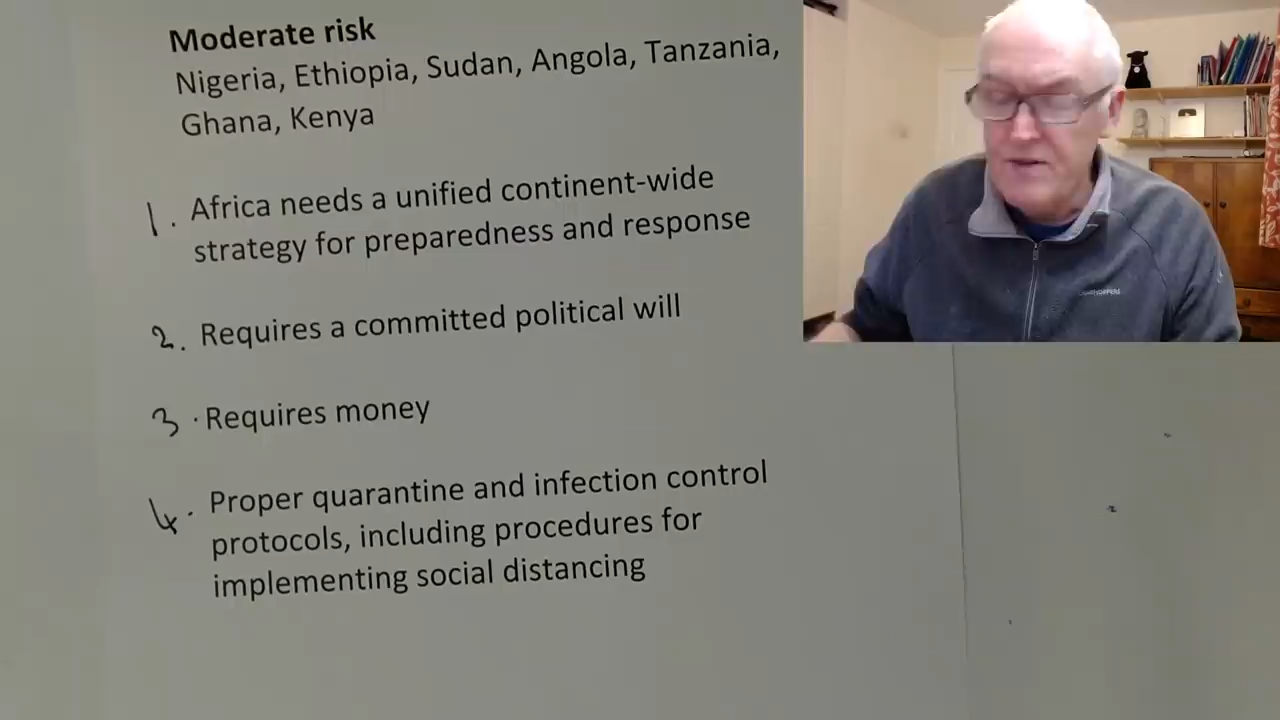 Moderate risk
Nigeria, Ethiopia, Sudan, Angola, Tanzania,
Ghana, Kenya
1. Africa needs a unified continent-wide
strategy for preparedness and response
2. Requires a committed political will
3. Requires money
4. Proper quarantine and infection control
protocols, including procedures for
implementing social distancing